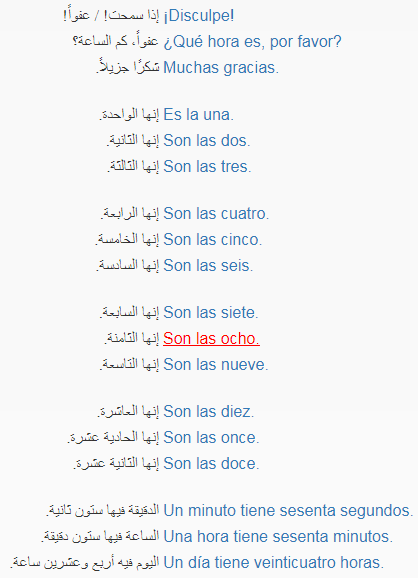 إذا سمحت! / عفواً! ¡Disculpe!
عفواً، كم الساعة؟ ¿Qué hora es, por favor?
شكرًا جزيلاً. Muchas gracias.
إنها الواحدة. Es la una.
إنها الثانية. Son las dos.
إنها الثالثة. Son las tres.
إنها الرابعة. Son las cuatro.
إنها الخامسة. Son las cinco.
إنها السادسة. Son las seis.
إنها السابعة. Son las siete.
إنها الثامنة. Son las ocho.
إنها التاسعة. Son las nueve.
إنها العاشرة. Son las diez.
إنها الحادية عشرة. Son las once.
إنها الثانية عشرة. Son las doce.
الدقيقة فيها ستون ثانية. Un minuto tiene sesenta segundos.
الساعة فيها ستون دقيقة. Una hora tiene sesenta minutos.
اليوم فيه أربع وعشرين ساعة. Un día tiene veinticuatro horas.